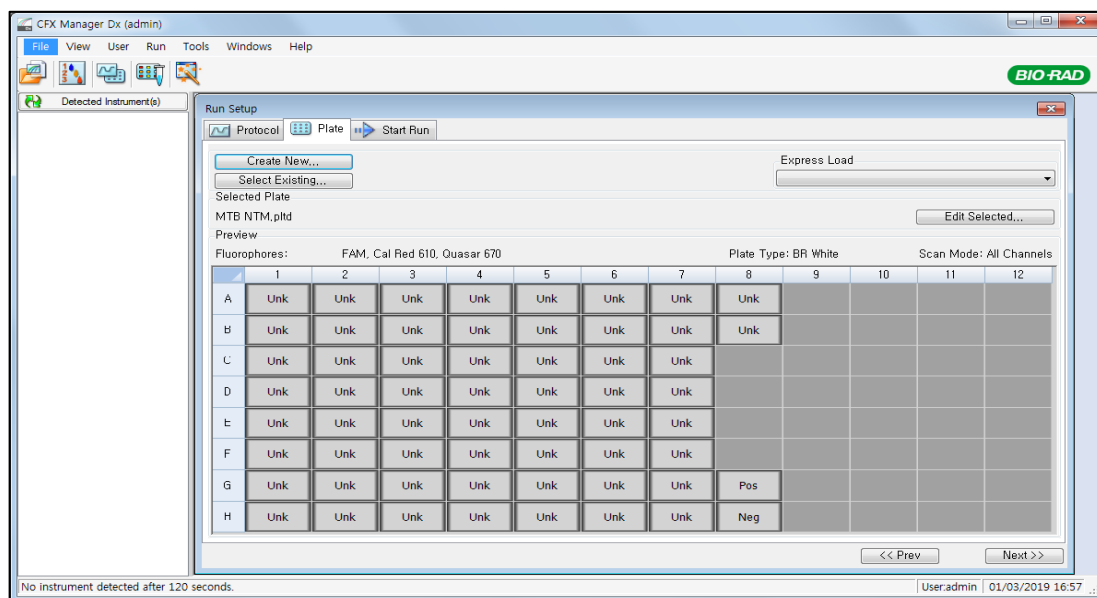 CFX Manager Dx (admin)
File View User Run Tools Windows Help
BIO-RAD
Detected Instrument(s)
Run Setup
Protocol Plate Start Run
Create New...
Express Load
Select Existing...
Selected Plate
MTB NTM.pltd
Edit Selected...
Preview
Fluorophores: FAM, Cal Red 610, Quasar 670 Plate Type: BR White Scan Mode: All Channels
1 2 3 4 5 6 7 8 9 10 11 12
A Unk Unk Unk Unk Unk Unk Unk Unk
B Unk Unk Unk Unk Unk Unk Unk Unk
C Unk Unk Unk Unk Unk Unk Unk
D Unk Unk Unk Unk Unk Unk Unk
E Unk Unk Unk Unk Unk Unk Unk
F Unk Unk Unk Unk Unk Unk Unk
G Unk Unk Unk Unk Unk Unk Unk Pos
H Unk Unk Unk Unk Unk Unk Unk Neg
<< Prev Next >>
No instrument detected after 120 seconds. User:admin 01/03/2019 16:57